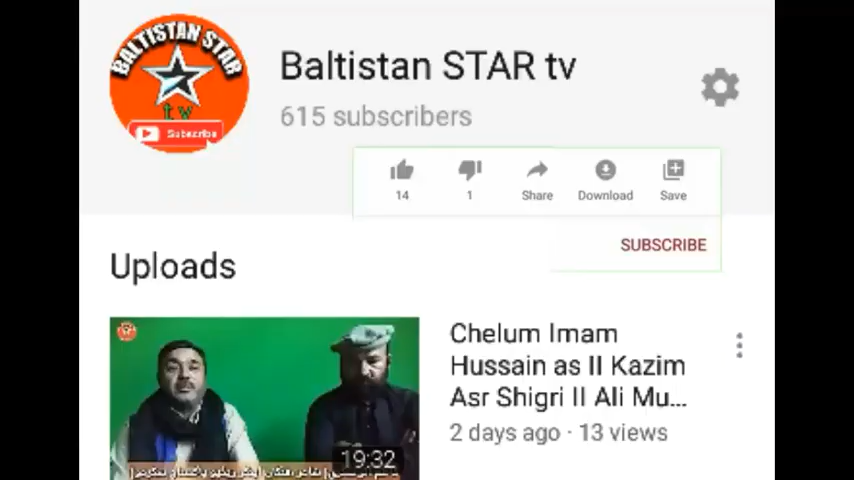 BALTISTAN STAR
tv
Subscribe
Baltistan STAR tv
615 subscribers
14
1
Share
Download
Save
SUBSCRIBE
Uploads
Chelum Imam
Hussain as II Kazim
Asr Shigri II Ali Mu...
2 days ago · 13 views
19:32